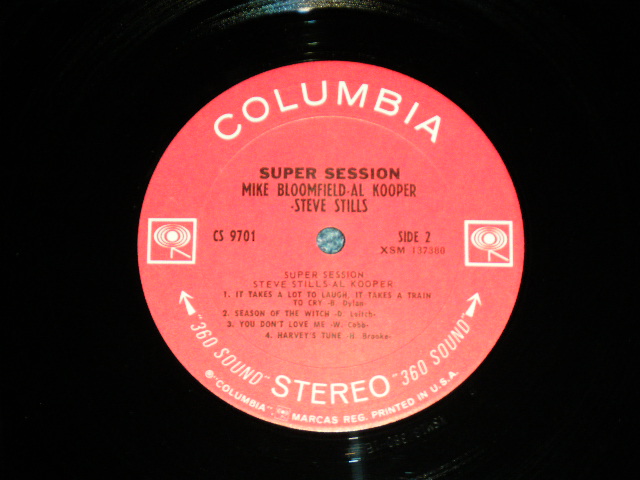 COLUMBIA
SUPER SESSION
MIKE BLOOMFIELD-AL KOOPER
-STEVE STILLS
CS 9701
SIDE 2
XSM 137380
SUPER SESSION
STEVE STILLS-AL KOOPER
1. IT TAKES A LOT TO LAUGH, IT TAKES A TRAIN
TO CRY -B. Dylan-
2. SEASON OF THE WITCH -D. Leitch-
3. YOU DON'T LOVE ME -W. Cobb-
4. HARVEY'S TUNE -H. Brooks-
"360 SOUND" STEREO "360 SOUND"
℗"COLUMBIA" MARCAS REG. PRINTED IN U.S.A.